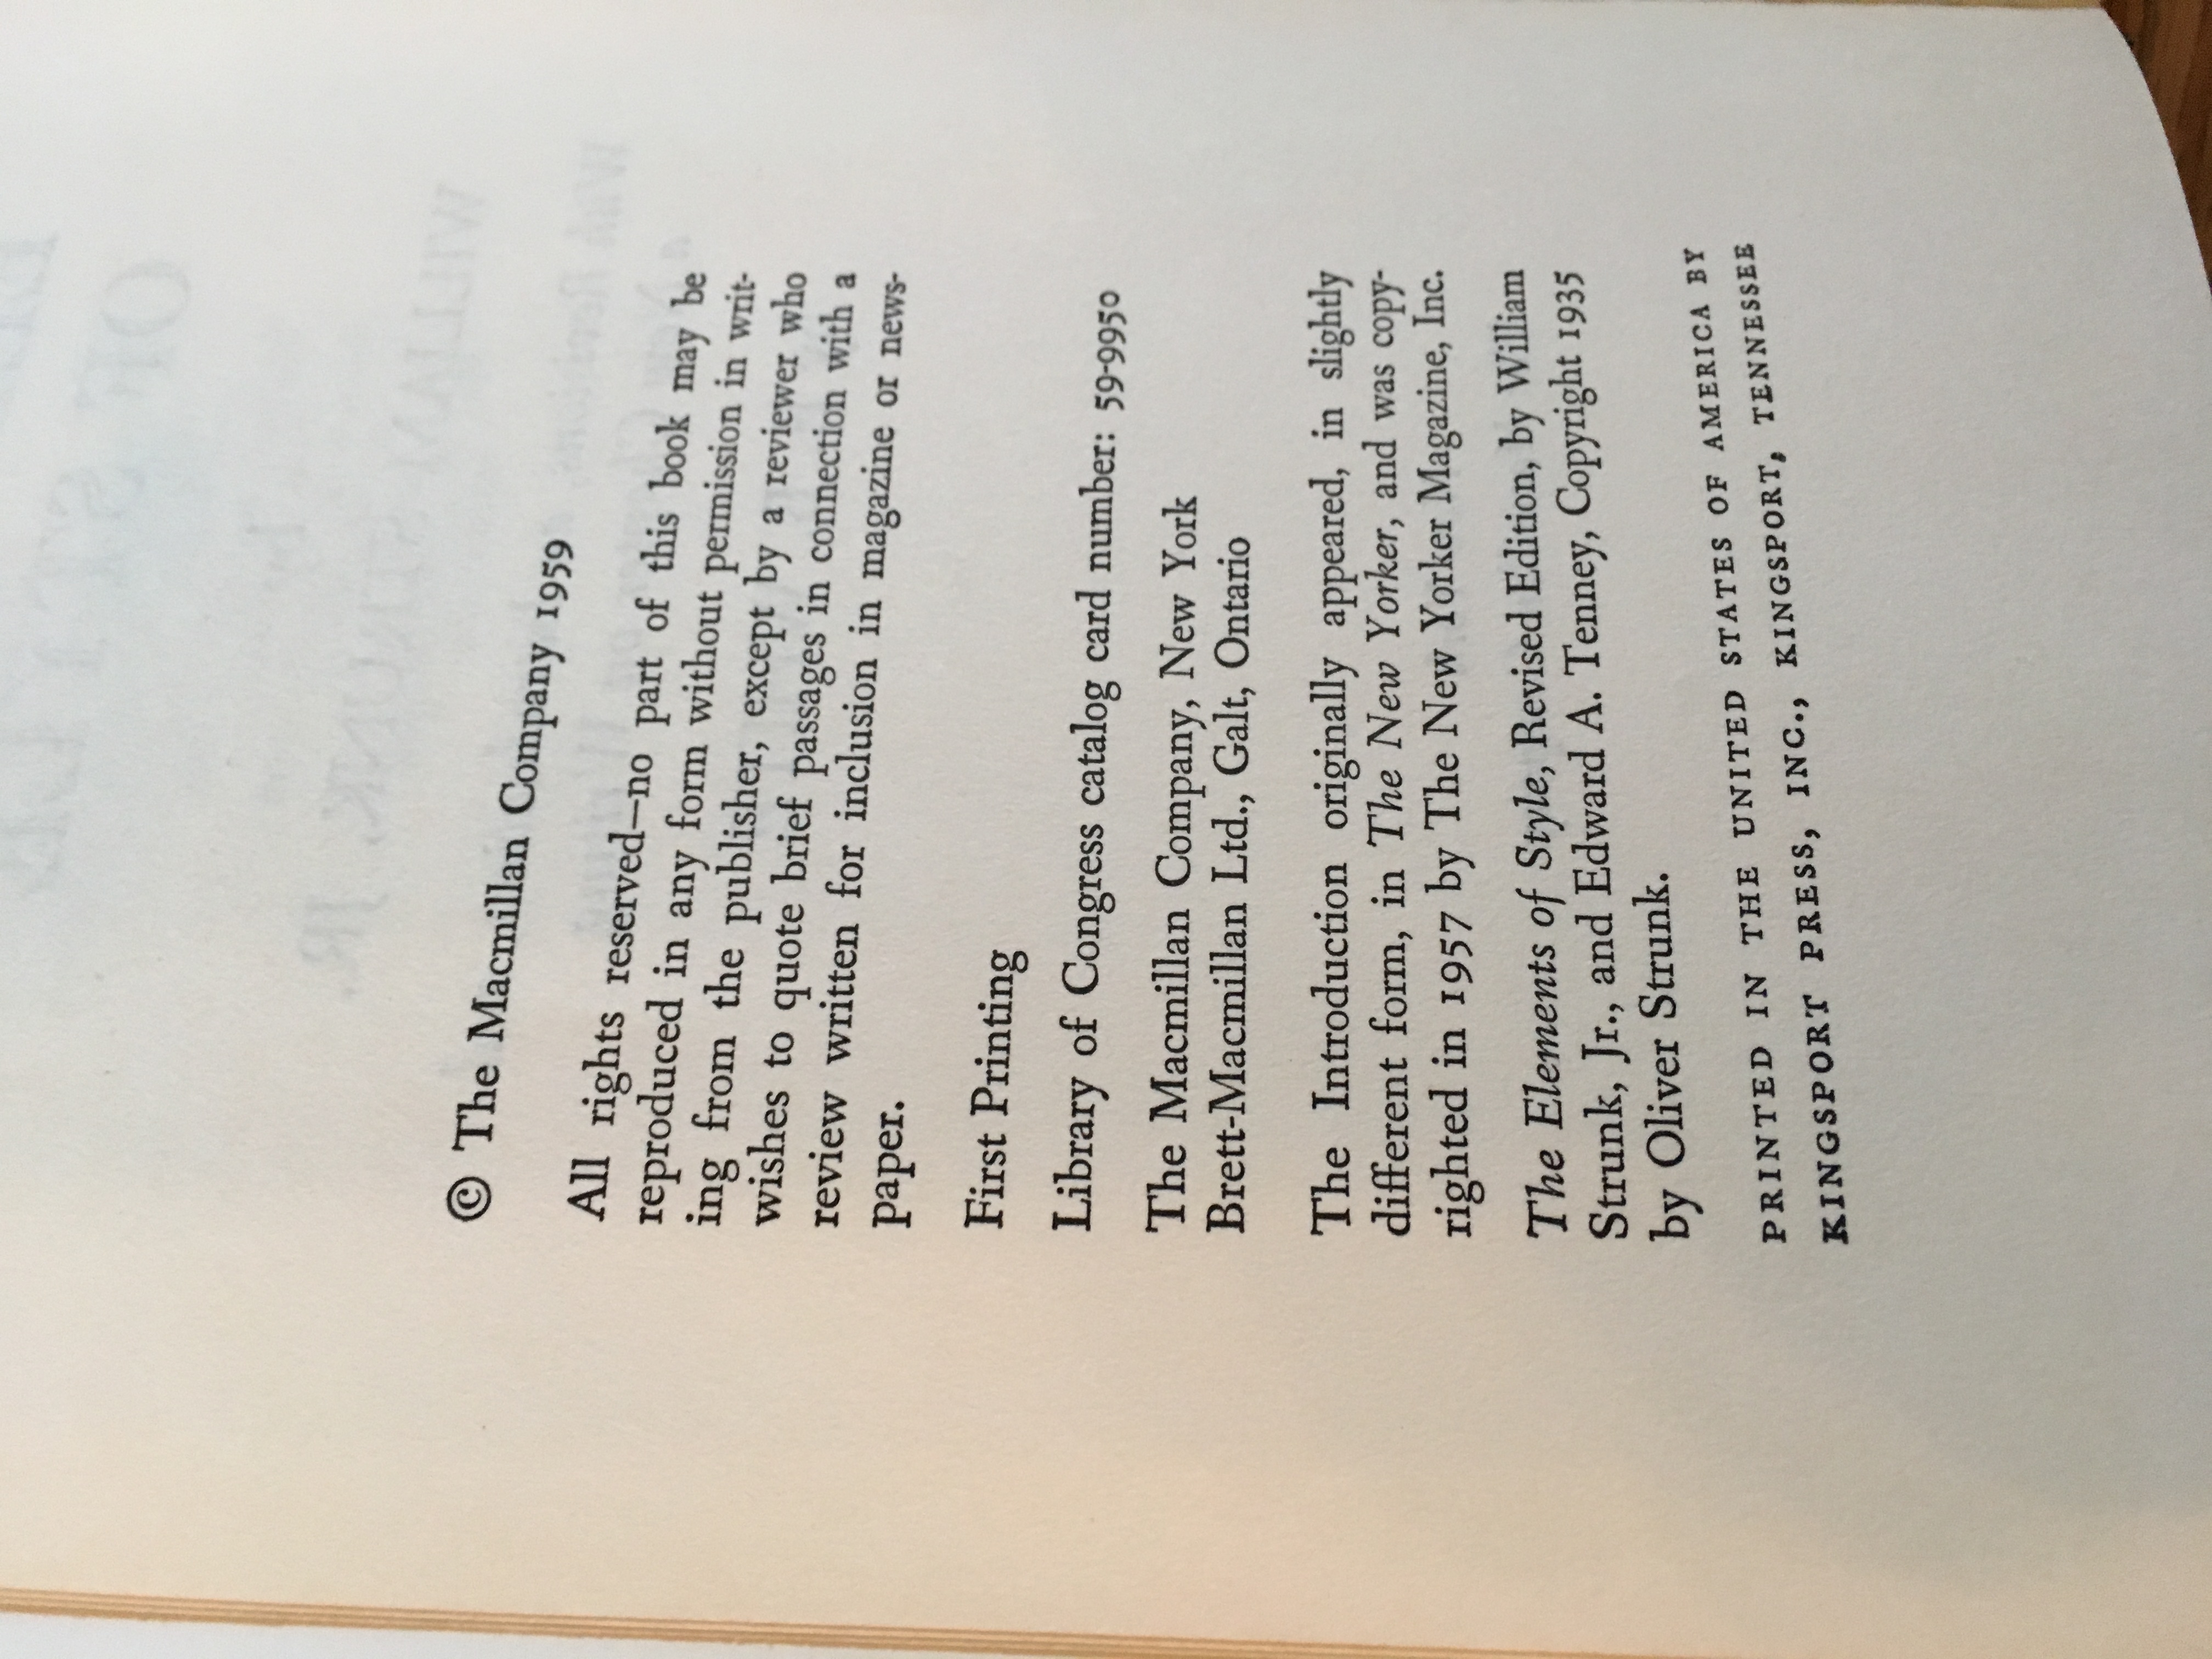 © The Macmillan Company 1959
All rights reserved—no part of this book may be
reproduced in any form without permission in writ-
ing from the publisher, except by a reviewer who
wishes to quote brief passages in connection with a
review written for inclusion in magazine or news-
paper.
First Printing
Library of Congress catalog card number: 59-9950
The Macmillan Company, New York
Brett-Macmillan Ltd., Galt, Ontario
The Introduction originally appeared, in slightly
different form, in The New Yorker, and was copy-
righted in 1957 by The New Yorker Magazine, Inc.
The Elements of Style, Revised Edition, by William
Strunk, Jr., and Edward A. Tenney, Copyright 1935
by Oliver Strunk.
PRINTED IN THE UNITED STATES OF AMERICA BY
KINGSPORT PRESS, INC., KINGSPORT, TENNESSEE